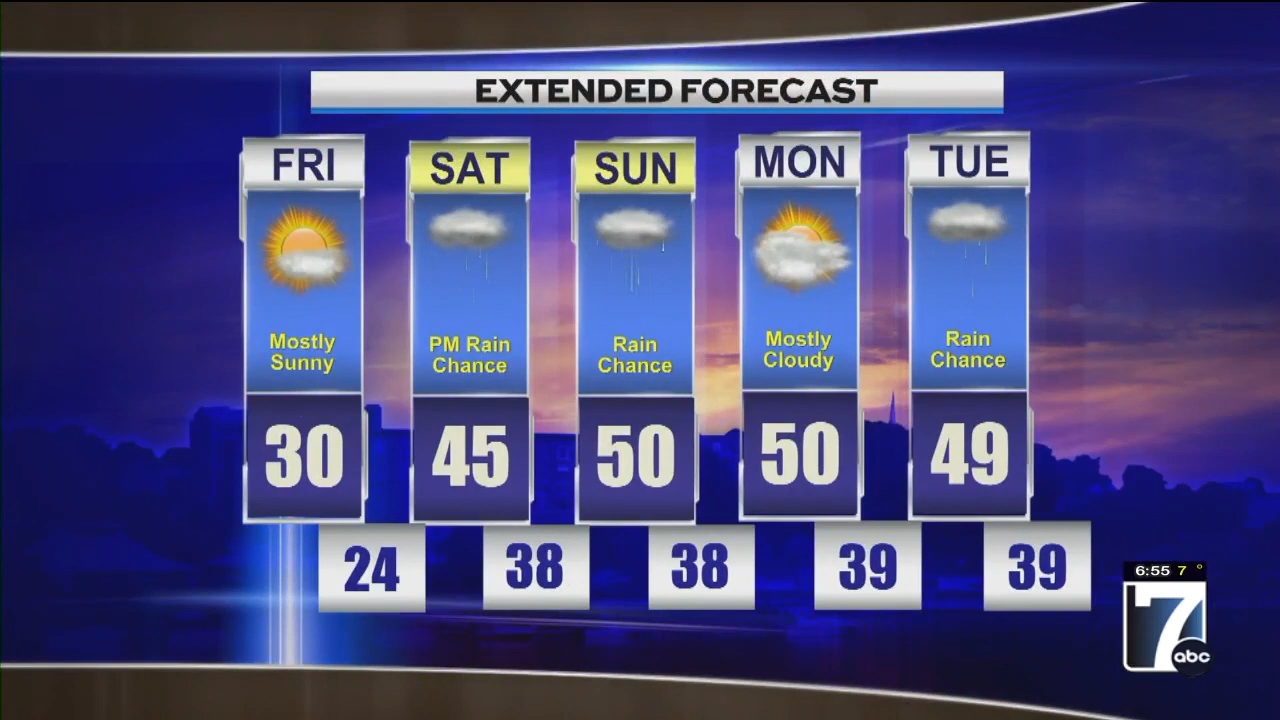 EXTENDED FORECAST
FRI
SAT
SUN
MON
TUE
Mostly
Sunny
PM Rain
Chance
Rain
Chance
Mostly
Cloudy
Rain
Chance
30
45
50
50
49
24
38
38
39
39
6:55 7 °
7
abc